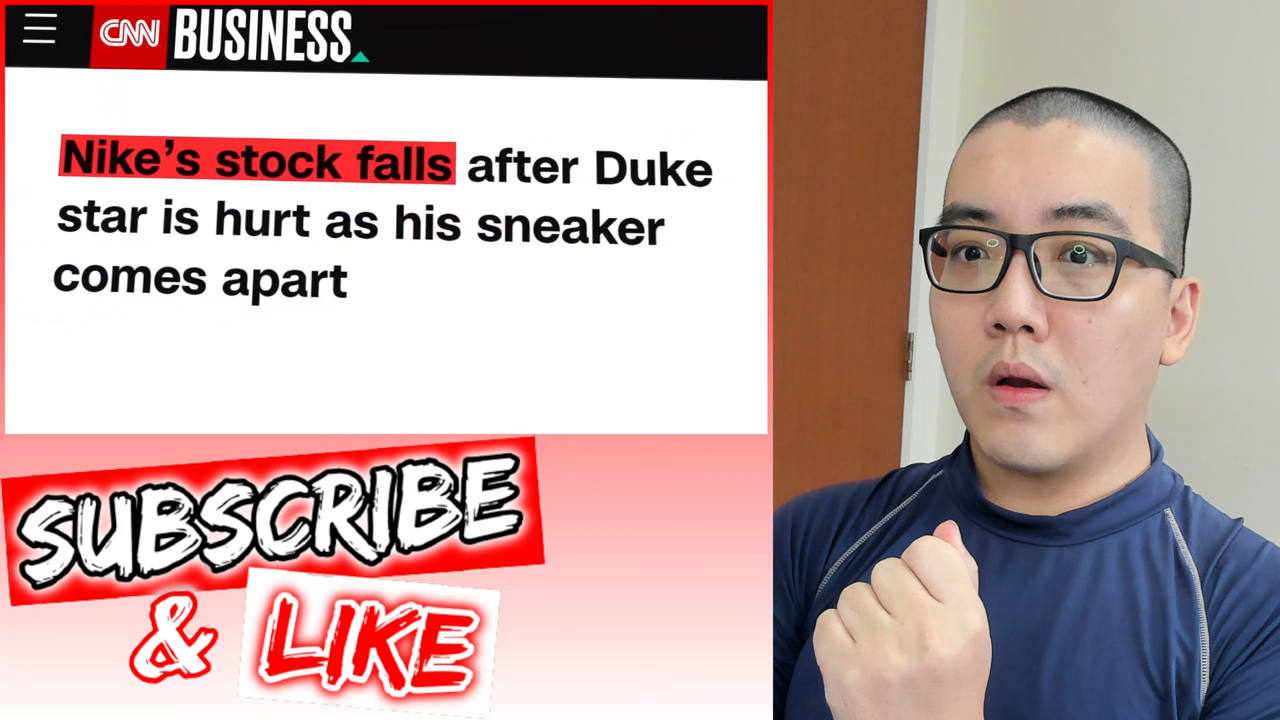 CNN BUSINESS
Nike's stock falls after Duke
star is hurt as his sneaker
comes apart
SUBSCRIBE
& LIKE